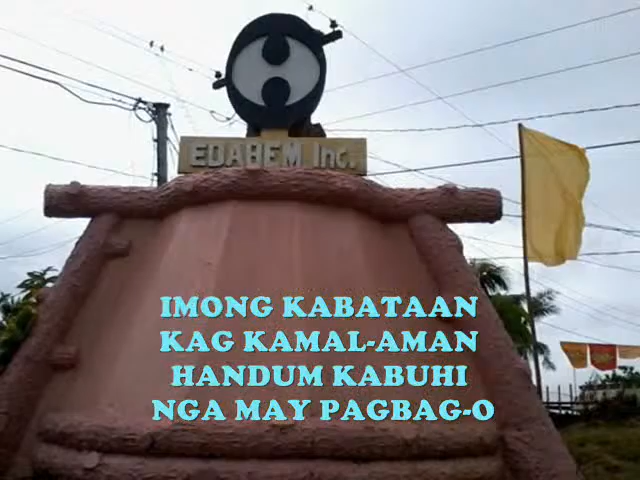 EDABEM Inc.
IMONG KABATAAN
KAG KAMAL-AMAN
HANDUM KABUHI
NGA MAY PAGBAG-O